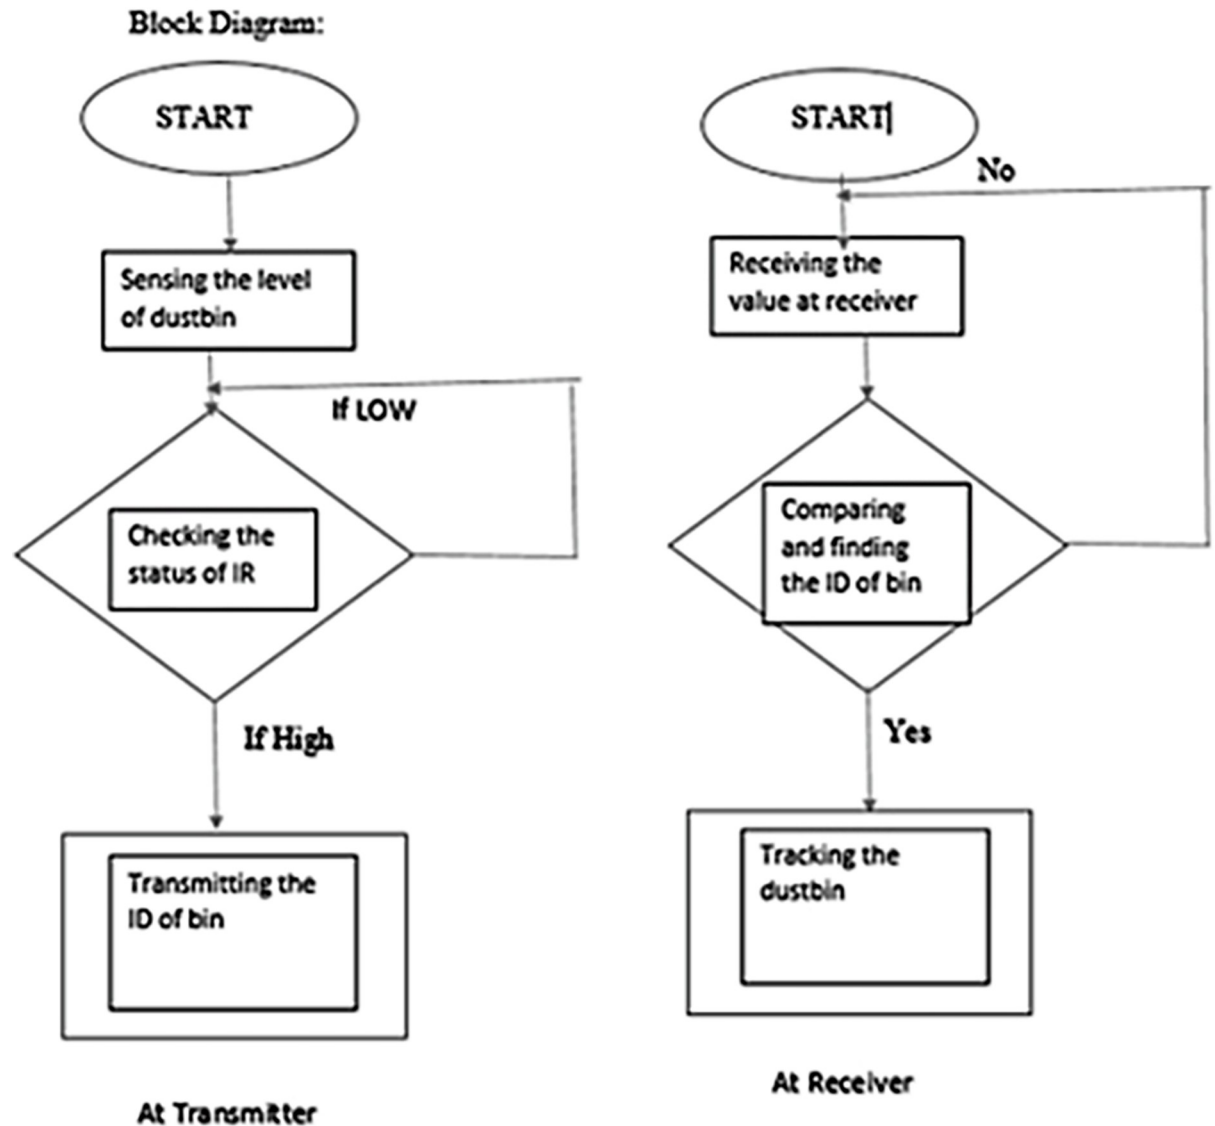 Block Diagram:
START
Sensing the level
of dustbin
If LOW
Checking the
status of IR
If High
Transmitting the
ID of bin
At Transmitter
START
No
Receiving the
value at receiver
Comparing
and finding
the ID of bin
Yes
Tracking the
dustbin
At Receiver